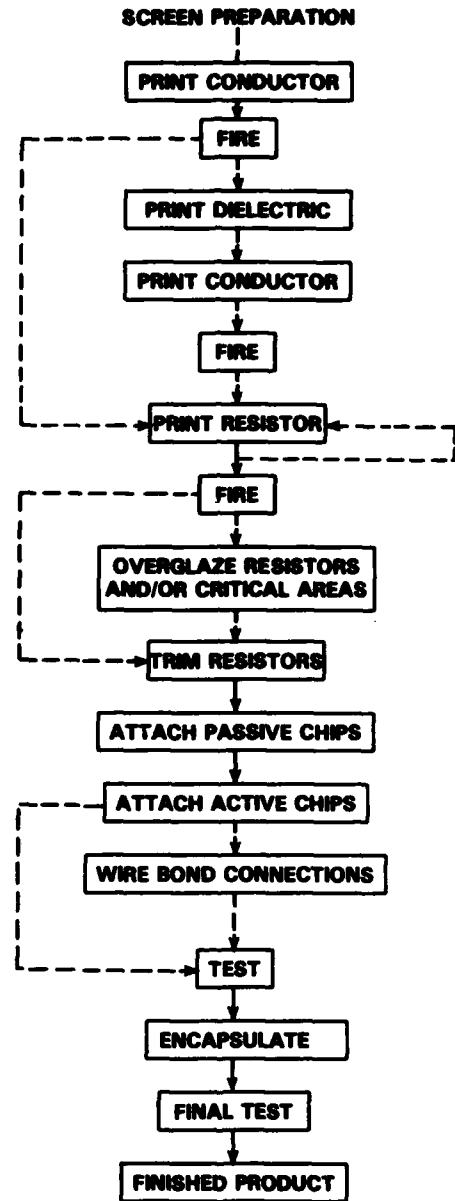 SCREEN PREPARATION
PRINT CONDUCTOR
FIRE
PRINT DIELECTRIC
PRINT CONDUCTOR
FIRE
PRINT RESISTOR
FIRE
OVERGLAZE RESISTORS
AND/OR CRITICAL AREAS
TRIM RESISTORS
ATTACH PASSIVE CHIPS
ATTACH ACTIVE CHIPS
WIRE BOND CONNECTIONS
TEST
ENCAPSULATE
FINAL TEST
FINISHED PRODUCT